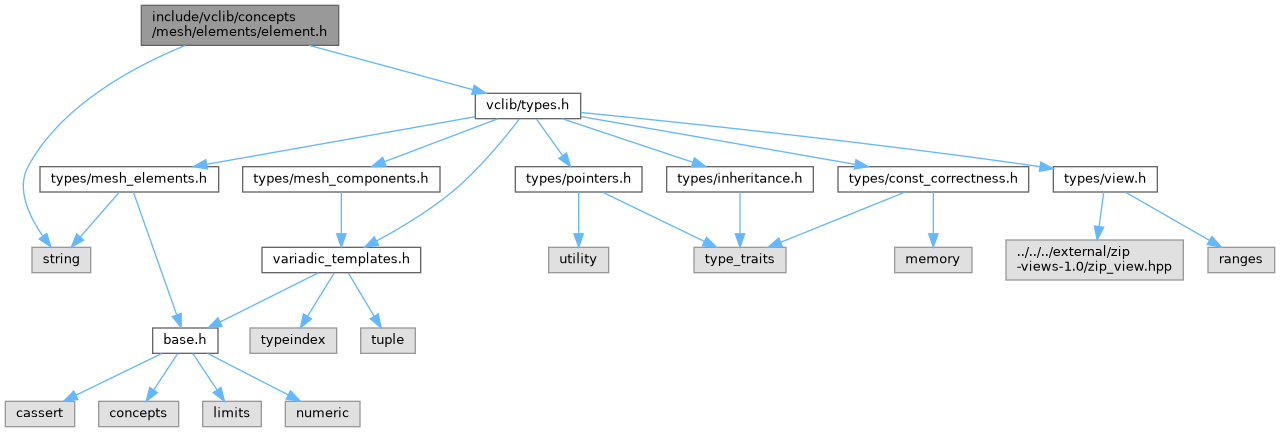 include/vclib/concepts
/mesh/elements/element.h
vclib/types.h
types/mesh_elements.h
types/mesh_components.h
types/pointers.h
types/inheritance.h
types/const_correctness.h
types/view.h
string
variadic_templates.h
utility
type_traits
memory
../../../external/zip
-views-1.0/zip_view.hpp
ranges
base.h
typeindex
tuple
cassert
concepts
limits
numeric